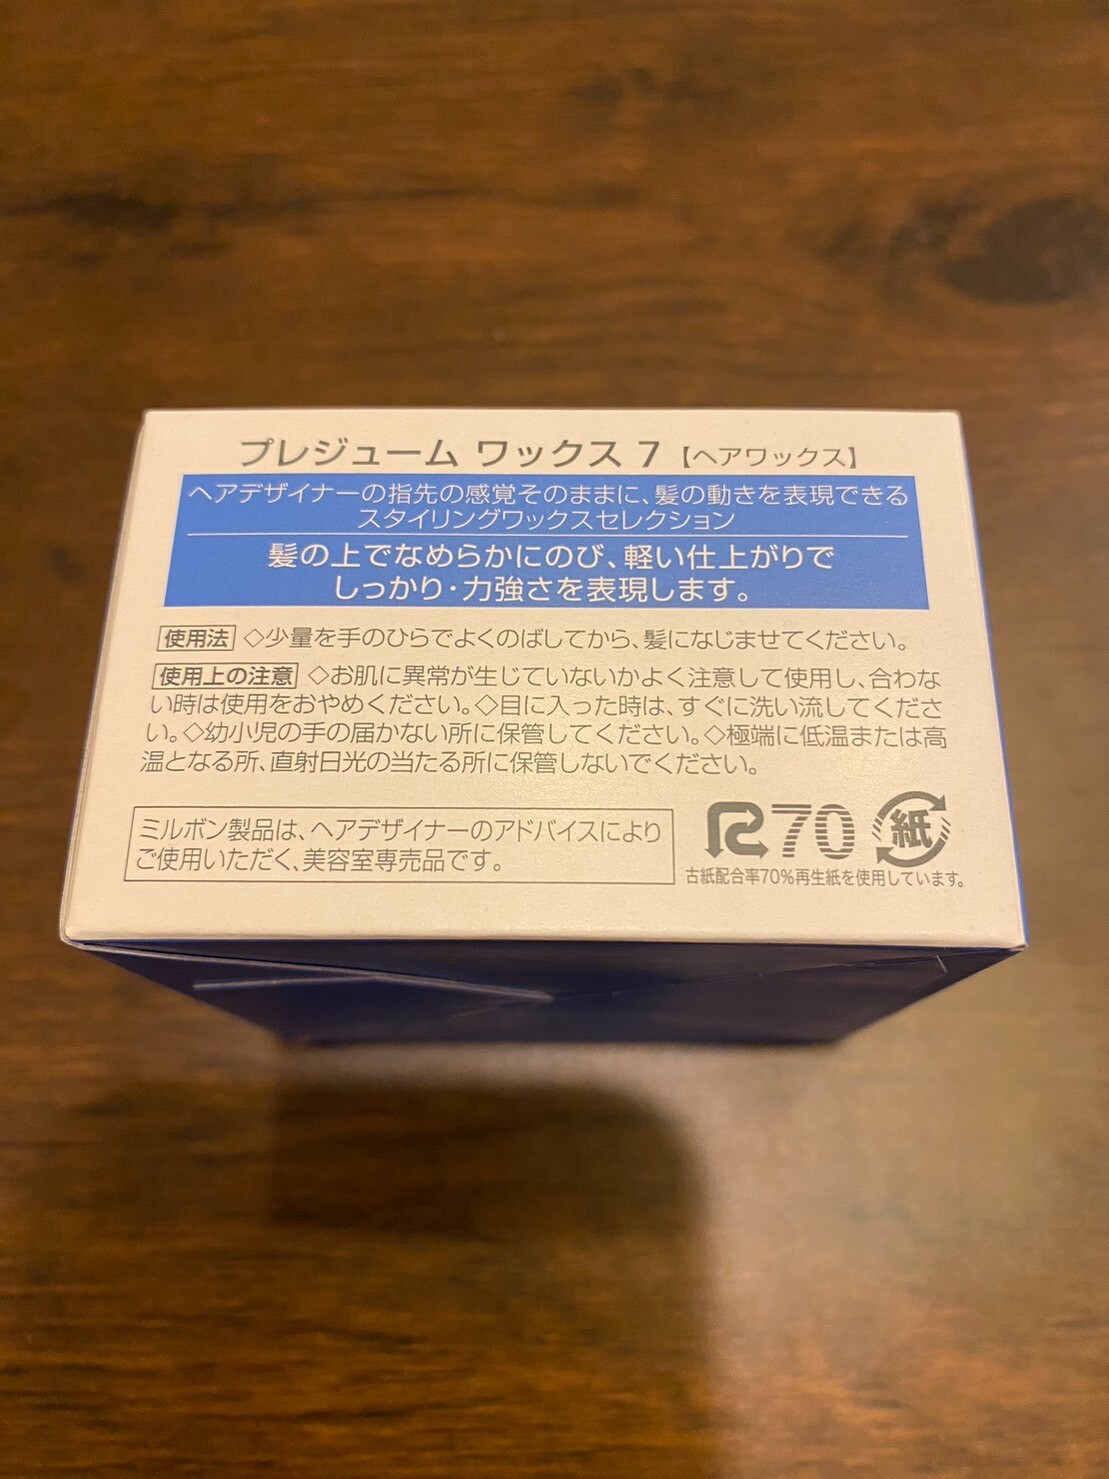 プレジューム ワックス 7 【ヘアワックス】
ヘアデザイナーの指先の感覚そのままに、髪の動きを表現できる
スタイリングワックスセレクション
髪の上でなめらかにのび、軽い仕上がりで
しっかり・力強さを表現します。
使用法 ◇少量を手のひらでよくのばしてから、髪になじませてください。
使用上の注意 ◇お肌に異常が生じていないかよく注意して使用し、合わな
い時は使用をおやめください。◇目に入った時は、すぐに洗い流してくださ
い。◇幼小児の手の届かない所に保管してください。◇極端に低温または高
温となる所、直射日光の当たる所に保管しないでください。
ミルボン製品は、ヘアデザイナーのアドバイスにより
ご使用いただく、美容室専売品です。
R70 紙
古紙配合率70%再生紙を使用しています。